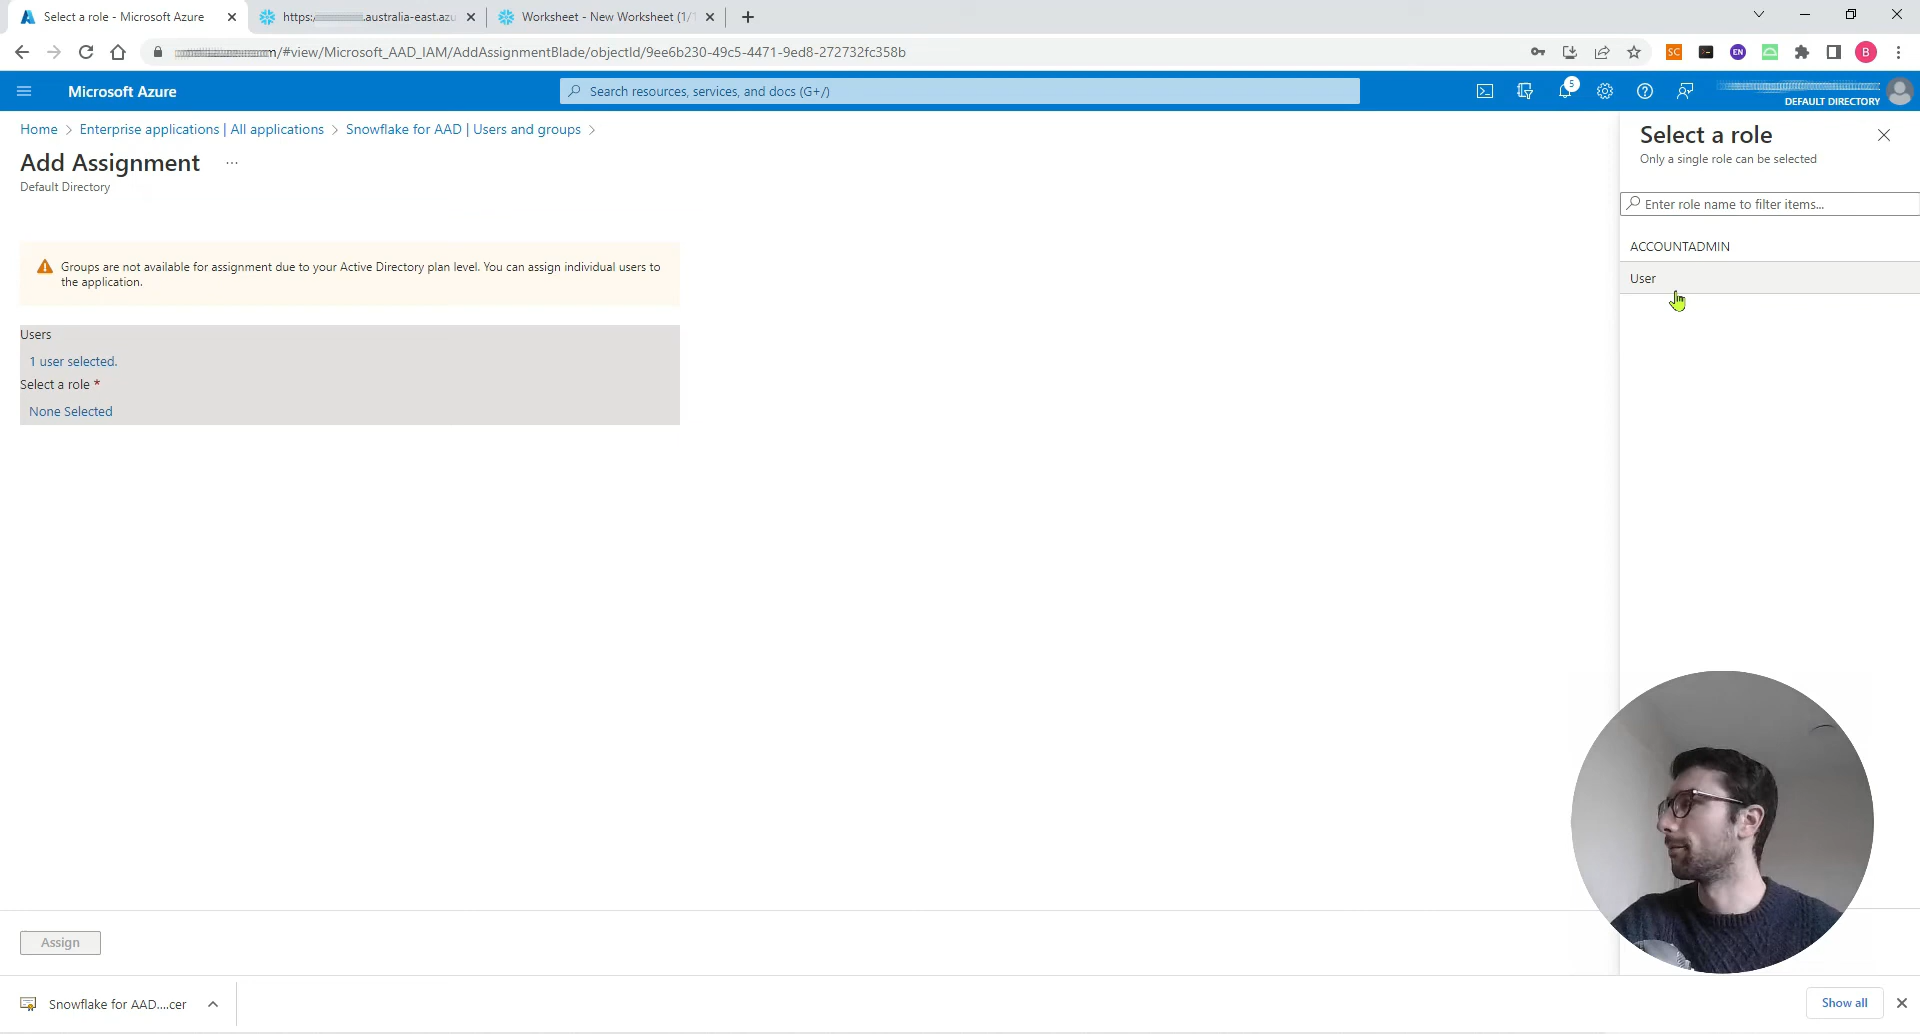 Select a role - Microsoft Azure
https:/ .australia-east.azu
Worksheet - New Worksheet (1/1
/#view/Microsoft_AAD_IAM/AddAssignmentBlade/objectId/9ee6b230-49c5-4471-9ed8-272732fc358b
SC
EN
B
Microsoft Azure
Search resources, services, and docs (G+/)
5
DEFAULT DIRECTORY
Home > Enterprise applications | All applications > Snowflake for AAD | Users and groups >
Add Assignment ...
Default Directory
Groups are not available for assignment due to your Active Directory plan level. You can assign individual users to
the application.
Users
1 user selected.
Select a role *
None Selected
Select a role
Only a single role can be selected
Enter role name to filter items...
ACCOUNTADMIN
User
Assign
Snowflake for AAD....cer
Show all